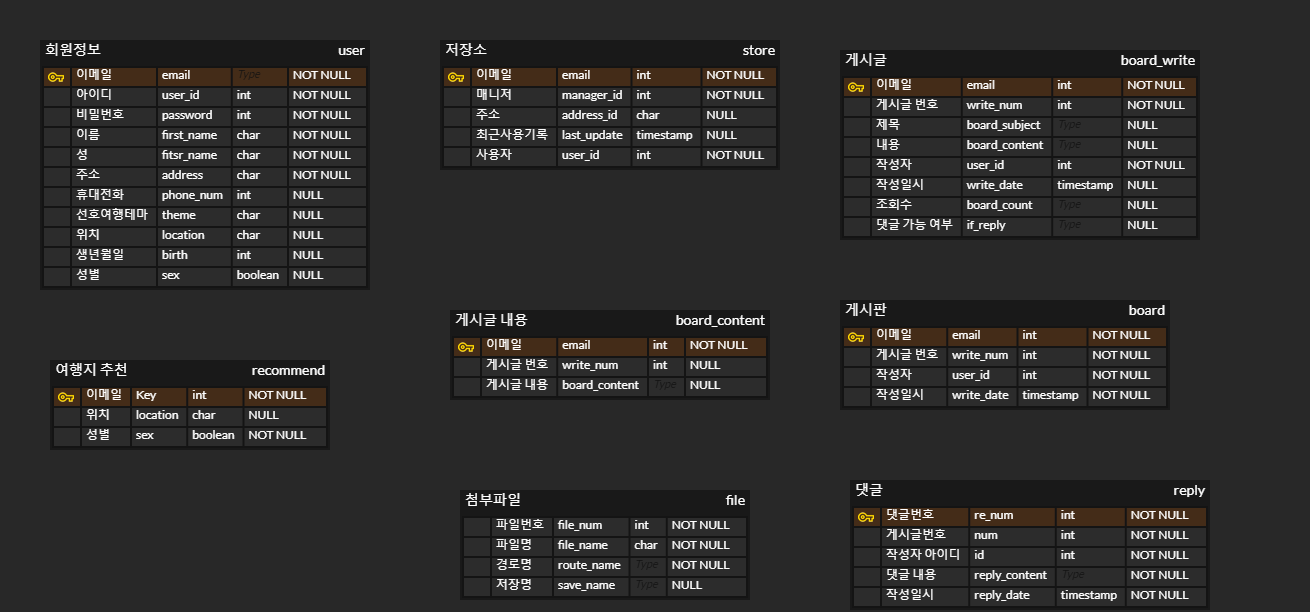 회원정보 user
이메일 email Type NOT NULL
아이디 user_id int NOT NULL
비밀번호 password int NOT NULL
이름 first_name char NOT NULL
성 fitsr_name char NOT NULL
주소 address char NOT NULL
휴대전화 phone_num int NULL
선호여행테마 theme char NULL
위치 location char NULL
생년월일 birth int NULL
성별 sex boolean NULL
저장소 store
이메일 email int NOT NULL
매니저 manager_id int NOT NULL
주소 address_id char NULL
최근사용기록 last_update timestamp NULL
사용자 user_id int NOT NULL
게시글 board_write
이메일 email int NOT NULL
게시글 번호 write_num int NOT NULL
제목 board_subject Type NULL
내용 board_content Type NULL
작성자 user_id int NOT NULL
작성일시 write_date timestamp NULL
조회수 board_count Type NULL
댓글 가능 여부 if_reply Type NULL
여행지 추천 recommend
이메일 Key int NOT NULL
위치 location char NULL
성별 sex boolean NOT NULL
게시글 내용 board_content
이메일 email int NOT NULL
게시글 번호 write_num int NULL
게시글 내용 board_content Type NULL
게시판 board
이메일 email int NOT NULL
게시글 번호 write_num int NOT NULL
작성자 user_id int NOT NULL
작성일시 write_date timestamp NOT NULL
첨부파일 file
파일번호 file_num int NOT NULL
파일명 file_name char NOT NULL
경로명 route_name Type NOT NULL
저장명 save_name Type NULL
댓글 reply
댓글번호 re_num int NOT NULL
게시글번호 num int NOT NULL
작성자 아이디 id int NOT NULL
댓글 내용 reply_content Type NOT NULL
작성일시 reply_date timestamp NOT NULL